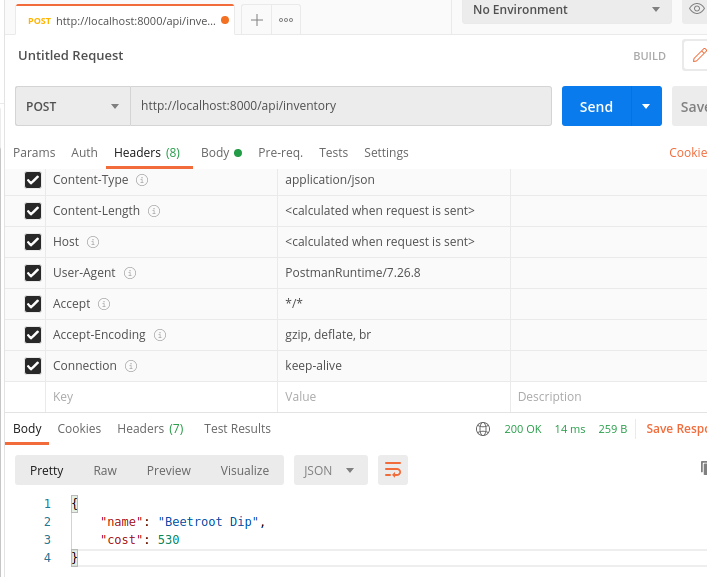 POST http://localhost:8000/api/inve...
No Environment
Untitled Request
BUILD
POST http://localhost:8000/api/inventory Send Save
Params Auth Headers (8) Body Pre-req. Tests Settings Cookie
Content-Type application/json
Content-Length <calculated when request is sent>
Host <calculated when request is sent>
User-Agent PostmanRuntime/7.26.8
Accept */*
Accept-Encoding gzip, deflate, br
Connection keep-alive
Key Value Description
Body Cookies Headers (7) Test Results 200 OK 14 ms 259 B Save Respo
Pretty Raw Preview Visualize JSON
1 {
2 "name": "Beetroot Dip",
3 "cost": 530
4 }